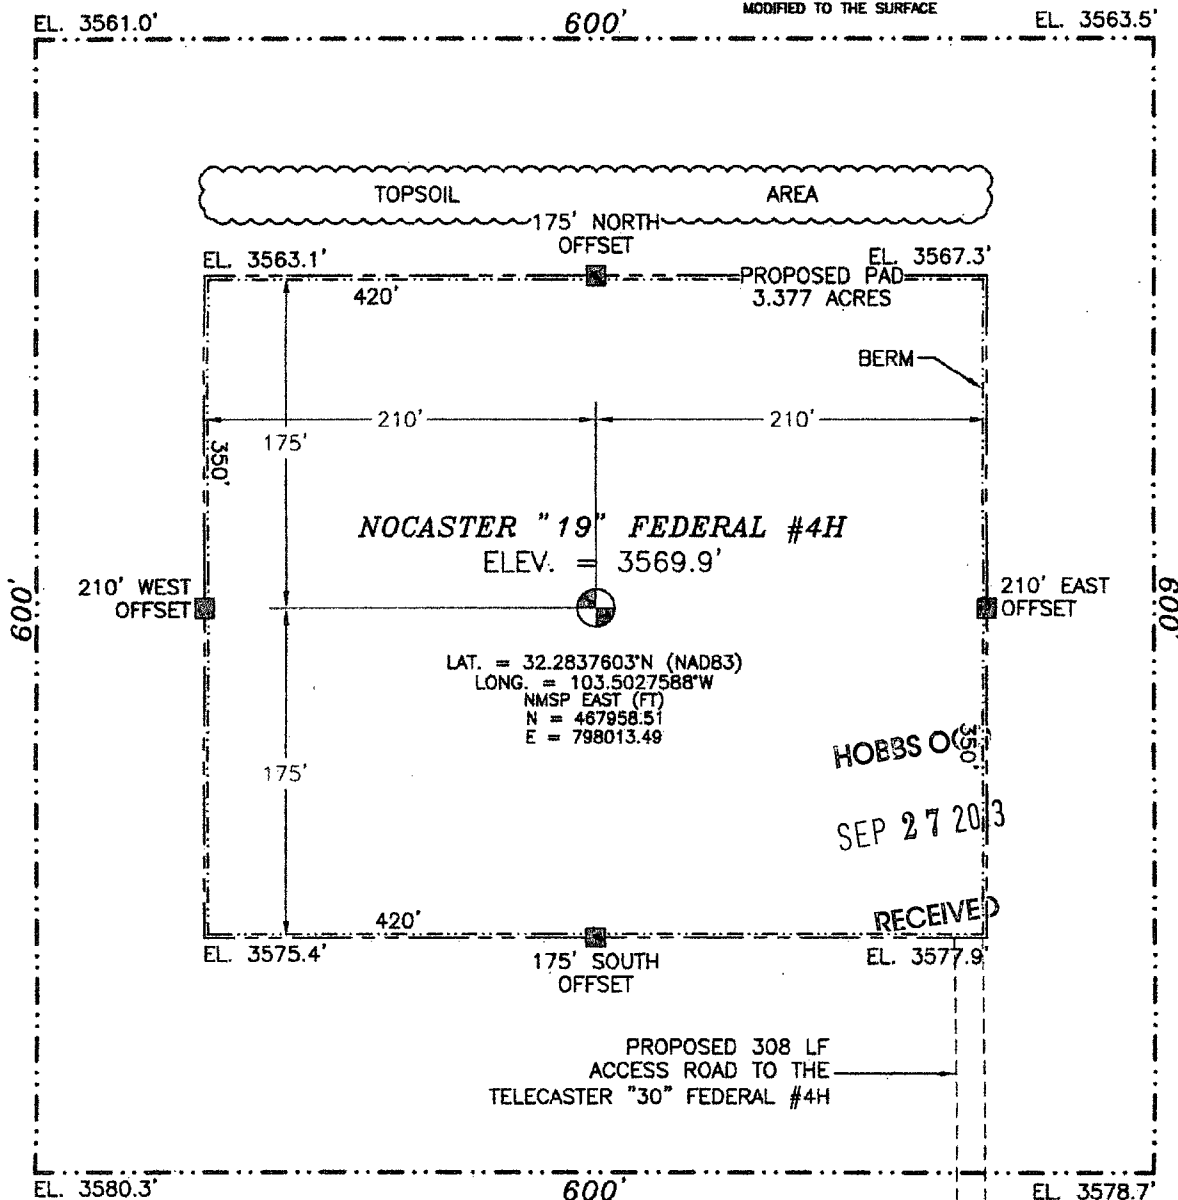 MODIFIED TO THE SURFACE
EL. 3561.0'
600'
EL. 3563.5'
TOPSOIL AREA
175' NORTH
OFFSET
EL. 3563.1'
EL. 3567.3'
420'
PROPOSED PAD
3.377 ACRES
BERM
210'
210'
175'
350'
NOCASTER "19" FEDERAL #4H
ELEV. = 3569.9'
600'
210' WEST
OFFSET
210' EAST
OFFSET
600'
LAT. = 32.2837603°N (NAD83)
LONG. = 103.5027588°W
NMSP EAST (FT)
N = 467958.51
E = 798013.49
HOBBS OC
350'
175'
SEP 27 2013
RECEIVED
420'
EL. 3575.4'
175' SOUTH
OFFSET
EL. 3577.9'
PROPOSED 308 LF
ACCESS ROAD TO THE
TELECASTER "30" FEDERAL #4H
EL. 3580.3'
600'
EL. 3578.7'